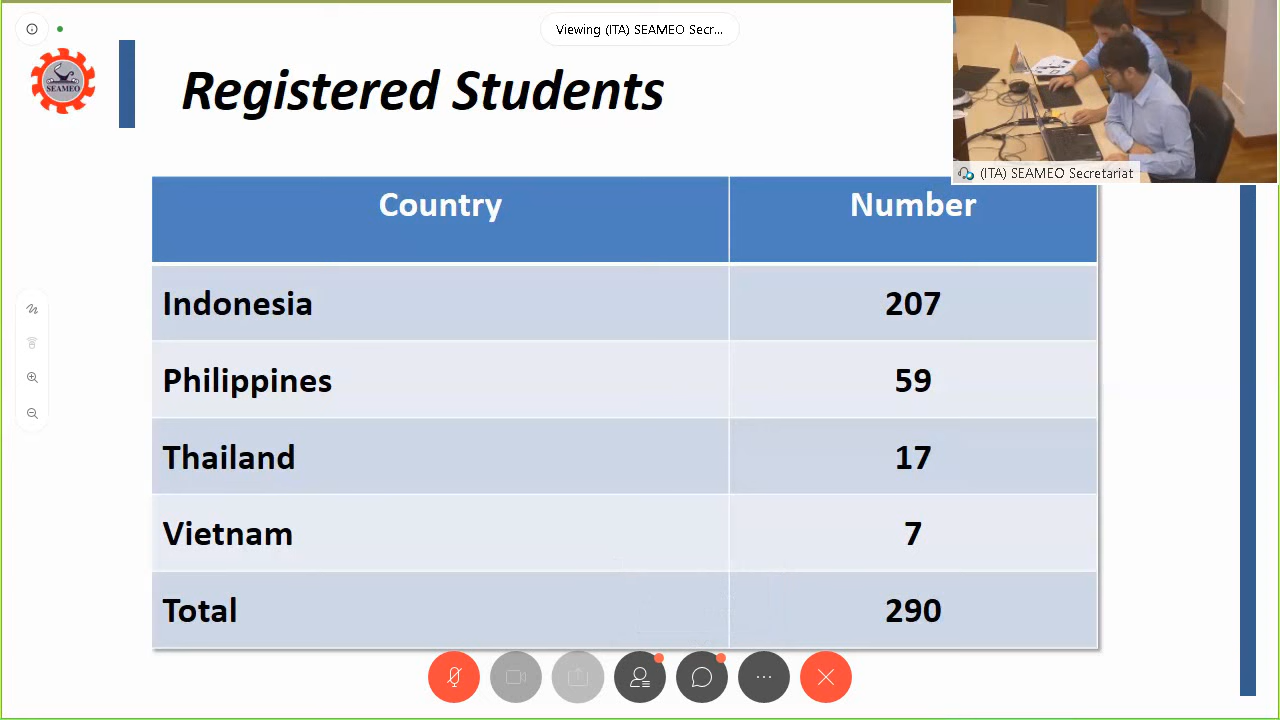 Viewing (ITA) SEAMEO Secr...
SEAMEO
Registered Students
(ITA) SEAMEO Secretariat
Country Number
Indonesia 207
Philippines 59
Thailand 17
Vietnam 7
Total 290